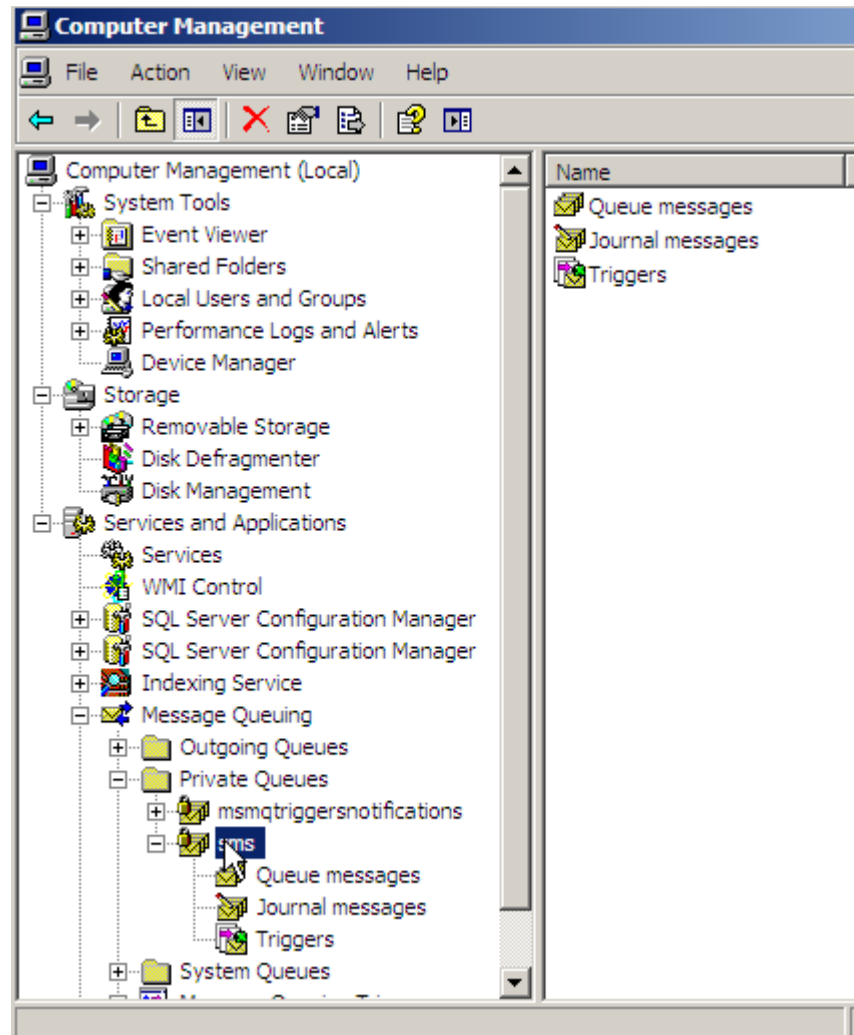 Computer Management
File Action View Window Help
Computer Management (Local)
System Tools
Event Viewer
Shared Folders
Local Users and Groups
Performance Logs and Alerts
Device Manager
Storage
Removable Storage
Disk Defragmenter
Disk Management
Services and Applications
Services
WMI Control
SQL Server Configuration Manager
SQL Server Configuration Manager
Indexing Service
Message Queuing
Outgoing Queues
Private Queues
msmqtriggersnotifications
sms
Queue messages
Journal messages
Triggers
System Queues
Name
Queue messages
Journal messages
Triggers